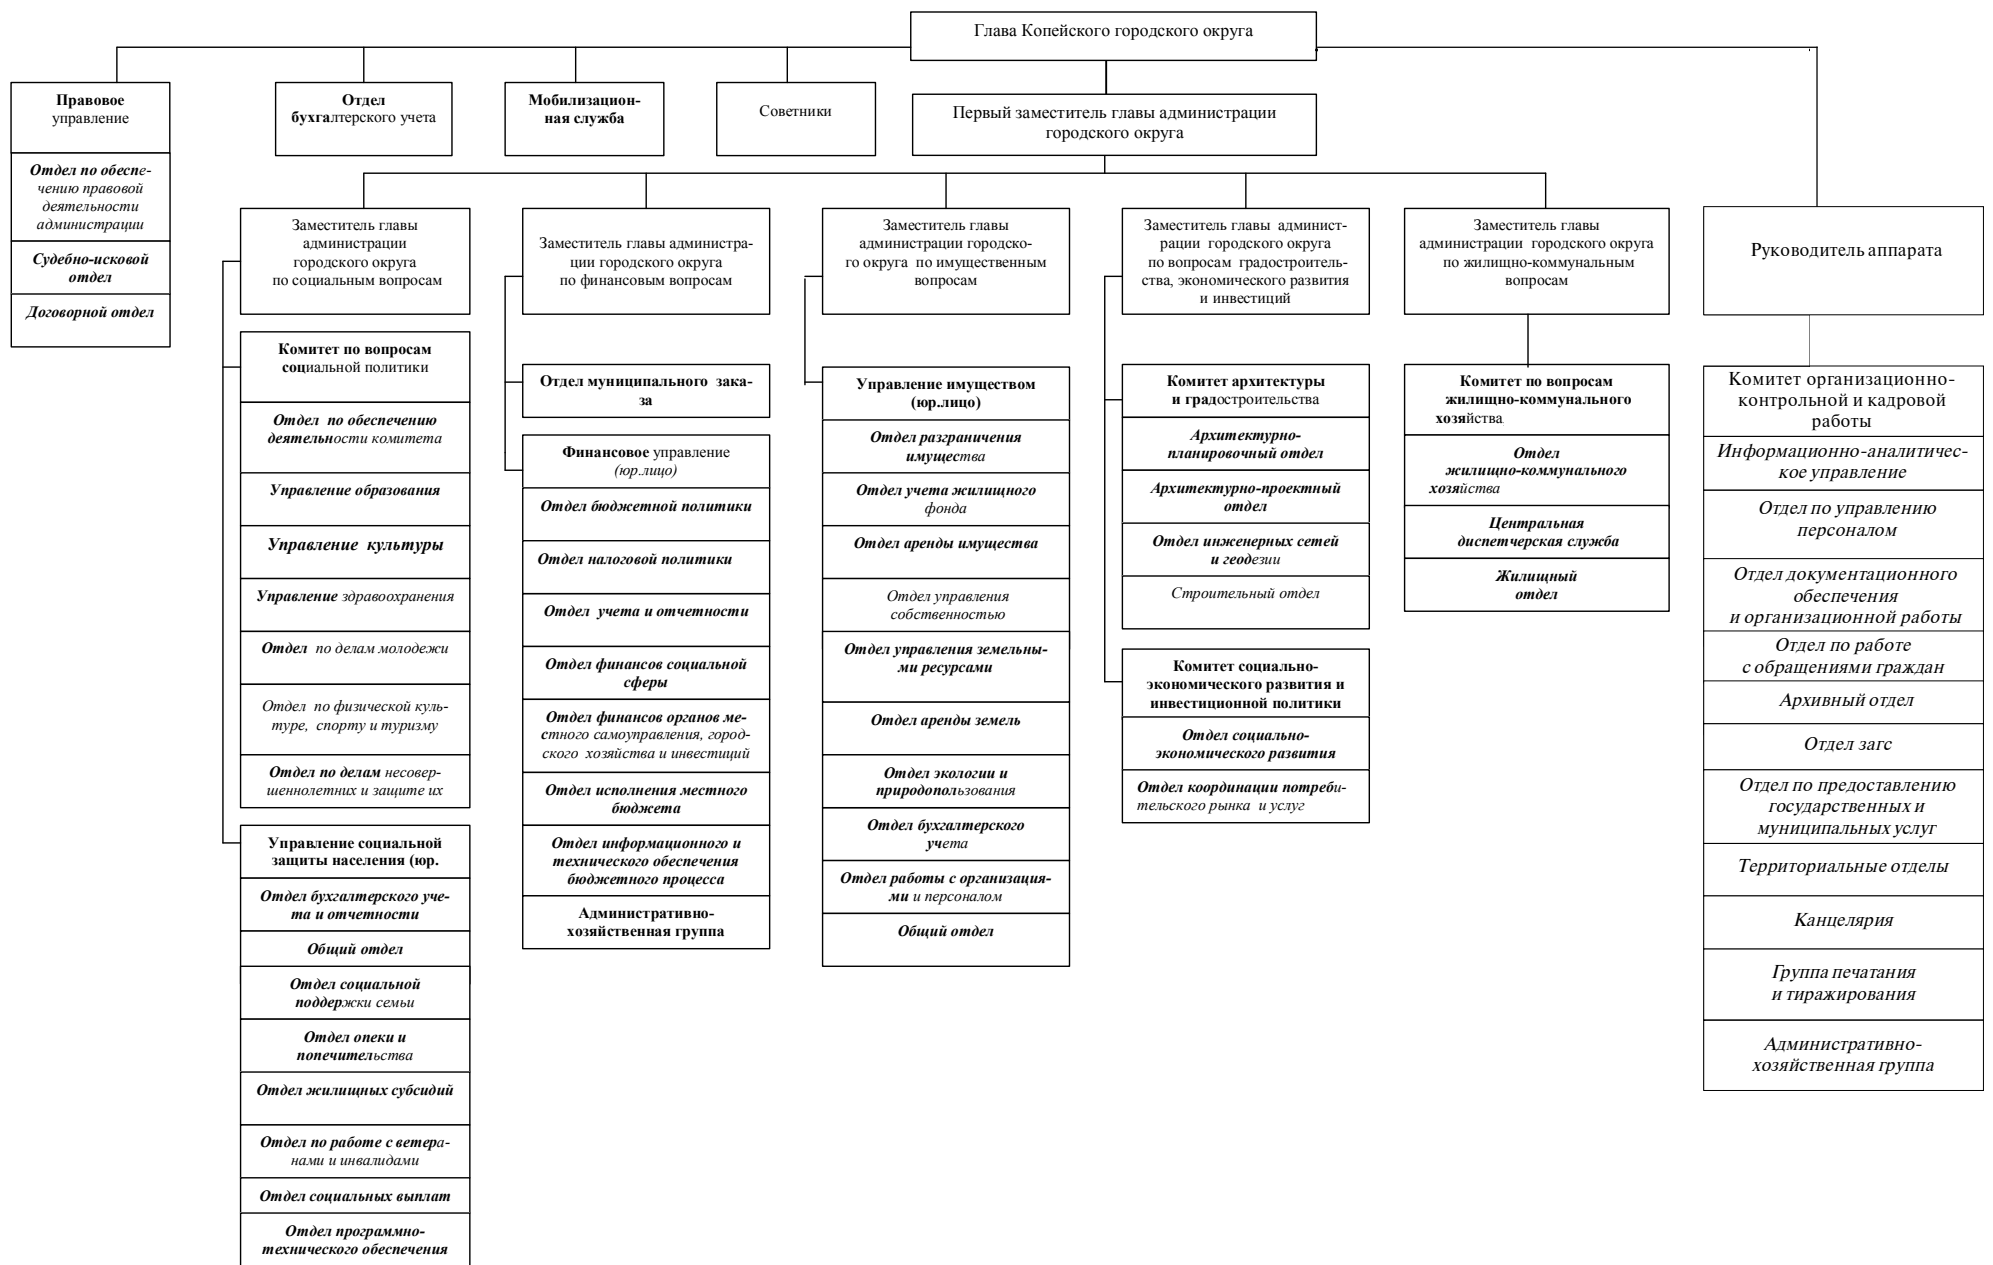 Глава Копейского городского округа
Правовое
управление
Отдел
бухгалтерского учета
Мобилизацион-
ная служба
Советники
Первый заместитель главы администрации
городского округа
Отдел по обеспе-
чению правовой
деятельности
администрации
Судебно-исковой
отдел
Договорной отдел
Заместитель главы
администрации
городского округа
по социальным вопросам
Комитет по вопросам
социальной политики
Отдел по обеспечению
деятельности комитета
Управление образования
Управление культуры
Управление здравоохранения
Отдел по делам молодежи
Отдел по физической куль-
туре, спорту и туризму
Отдел по делам несовер-
шеннолетних и защите их
Управление социальной
защиты населения (юр.
Отдел бухгалтерского уче-
та и отчетности
Общий отдел
Отдел социальной
поддержки семьи
Отдел опеки и
попечительства
Отдел жилищных субсидий
Отдел по работе с ветера-
нами и инвалидами
Отдел социальных выплат
Отдел программно-
технического обеспечения
Заместитель главы администра-
ции городского округа
по финансовым вопросам
Отдел муниципального зака-
за
Финансовое управление
(юр.лицо)
Отдел бюджетной политики
Отдел налоговой политики
Отдел учета и отчетности
Отдел финансов социальной
сферы
Отдел финансов органов ме-
стного самоуправления, город-
ского хозяйства и инвестиций
Отдел исполнения местного
бюджета
Отдел информационного и
технического обеспечения
бюджетного процесса
Административно-
хозяйственная группа
Заместитель главы
администрации городско-
го округа по имущественным
вопросам
Управление имуществом
(юр.лицо)
Отдел разграничения
имущества
Отдел учета жилищного
фонда
Отдел аренды имущества
Отдел управления
собственностью
Отдел управления земельны-
ми ресурсами
Отдел аренды земель
Отдел экологии и
природопользования
Отдел бухгалтерского
учета
Отдел работы с организация-
ми и персоналом
Общий отдел
Заместитель главы админист-
рации городского округа
по вопросам градостроитель-
ства, экономического развития
и инвестиций
Комитет архитектуры
и градостроительства
Архитектурно-
планировочный отдел
Архитектурно-проектный
отдел
Отдел инженерных сетей
и геодезии
Строительный отдел
Комитет социально-
экономического развития и
инвестиционной политики
Отдел социально-
экономического развития
Отдел координации потреби-
тельского рынка и услуг
Заместитель главы
администрации городского округа
по жилищно-коммунальным
вопросам
Комитет по вопросам
жилищно-коммунального
хозяйства
Отдел
жилищно-коммунального
хозяйства
Центральная
диспетчерская служба
Жилищный
отдел
Руководитель аппарата
Комитет организационно-
контрольной и кадровой
работы
Информационно-аналитичес-
кое управление
Отдел по управлению
персоналом
Отдел документационного
обеспечения
и организационной работы
Отдел по работе
с обращениями граждан
Архивный отдел
Отдел загс
Отдел по предоставлению
государственных и
муниципальных услуг
Территориальные отделы
Канцелярия
Группа печатания
и тиражирования
Административно-
хозяйственная группа